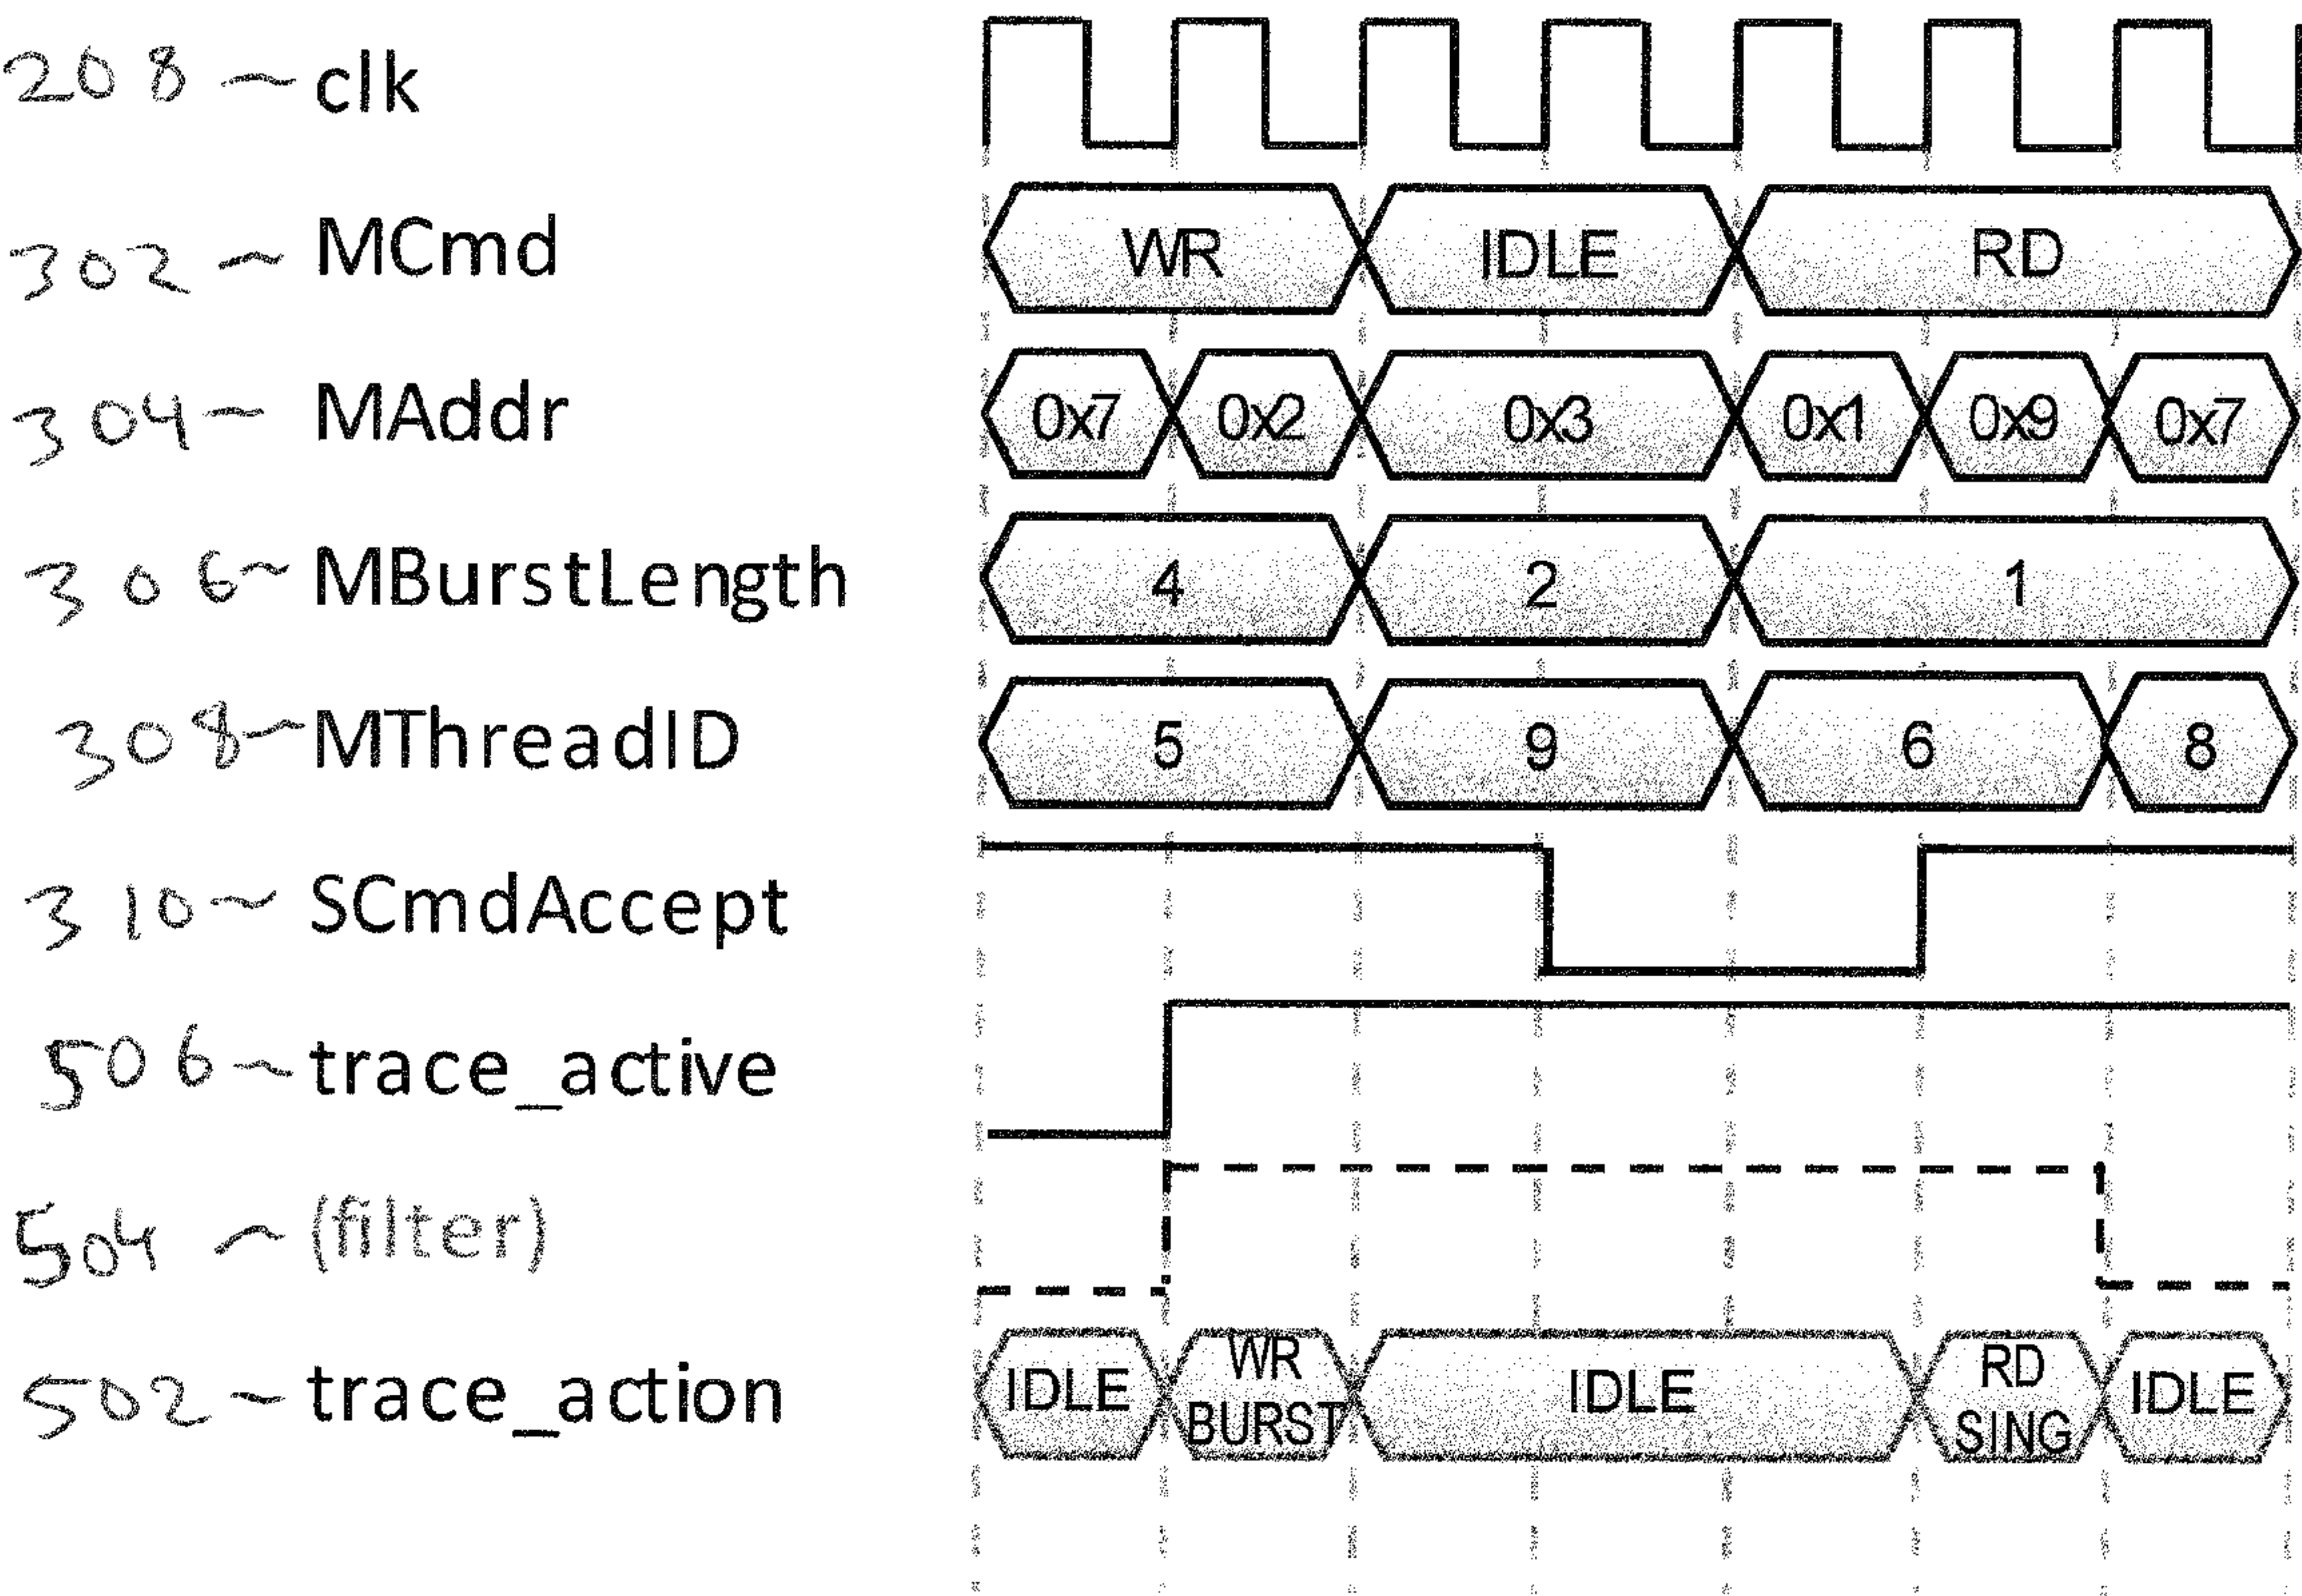 208 ~ clk
302 ~ MCmd WR IDLE RD
304 ~ MAddr 0x7 0x2 0x3 0x1 0x9 0x7
306 ~ MBurstLength 4 2 1
308 ~ MThreadID 5 9 6 8
310 ~ SCmdAccept
506 ~ trace_active
504 ~ (filter)
502 ~ trace_action IDLE WR BURST IDLE RD SING IDLE